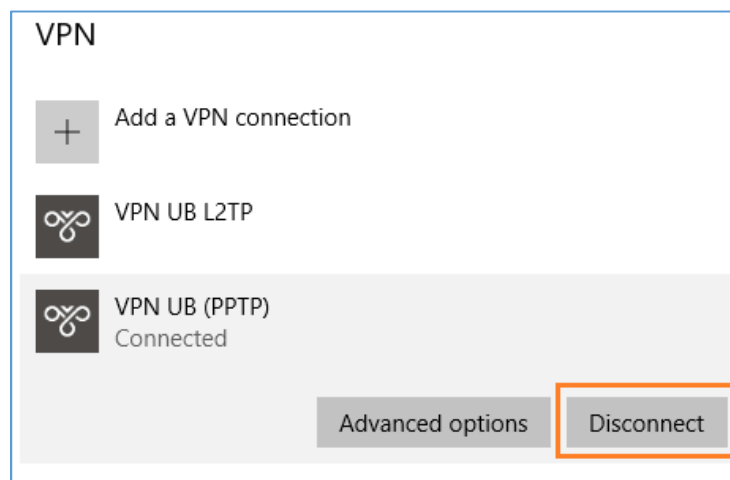 VPN
Add a VPN connection
VPN UB L2TP
VPN UB (PPTP)
Connected
Advanced options
Disconnect